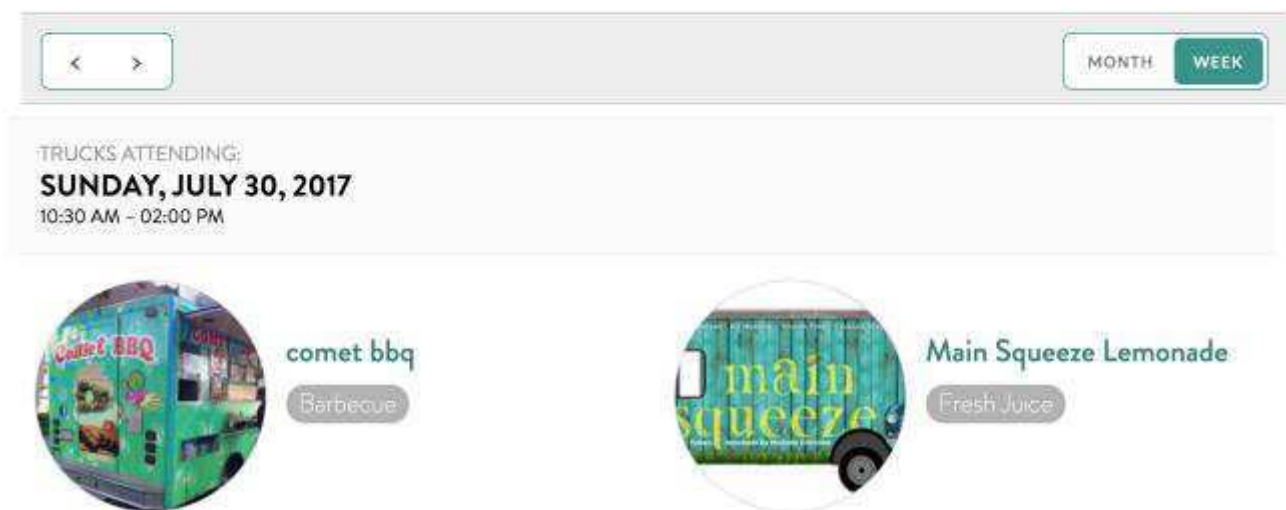 < >
MONTH WEEK
TRUCKS ATTENDING:
SUNDAY, JULY 30, 2017
10:30 AM – 02:00 PM
Comet BBQ
comet bbq
Barbecue
main
squeeze
Main Squeeze Lemonade
Fresh Juice